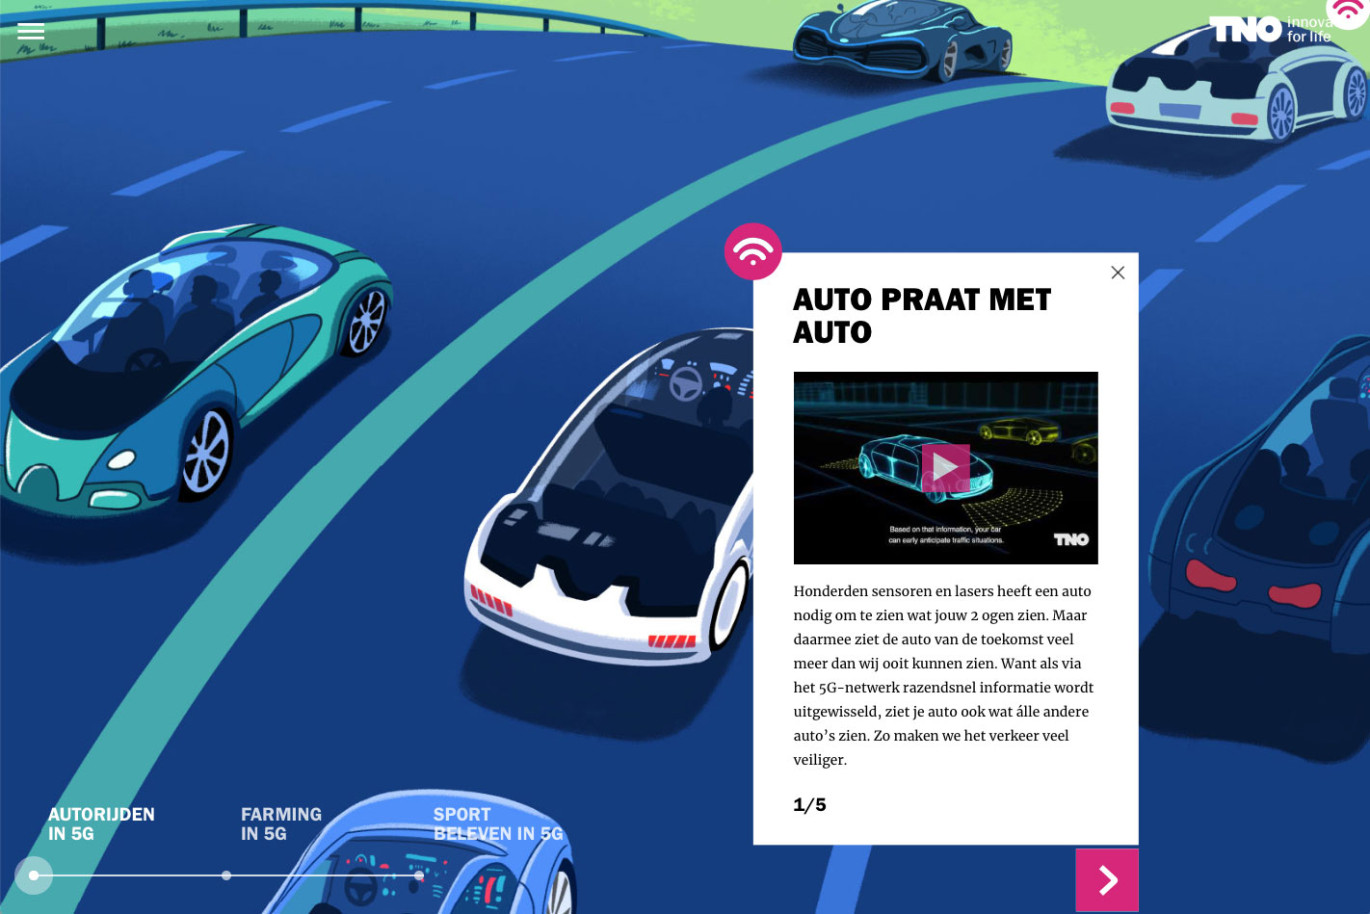 TNO innova
for life
AUTO PRAAT MET
AUTO
Based on that information, your car
can early anticipate traffic situations.
TNO
Honderden sensoren en lasers heeft een auto
nodig om te zien wat jouw 2 ogen zien. Maar
daarmee ziet de auto van de toekomst veel
meer dan wij ooit kunnen zien. Want als via
het 5G-netwerk razendsnel informatie wordt
uitgewisseld, ziet je auto ook wat álle andere
auto’s zien. Zo maken we het verkeer veel
veiliger.
1/5
AUTORIJDEN
IN 5G
FARMING
IN 5G
SPORT
BELEVEN IN 5G